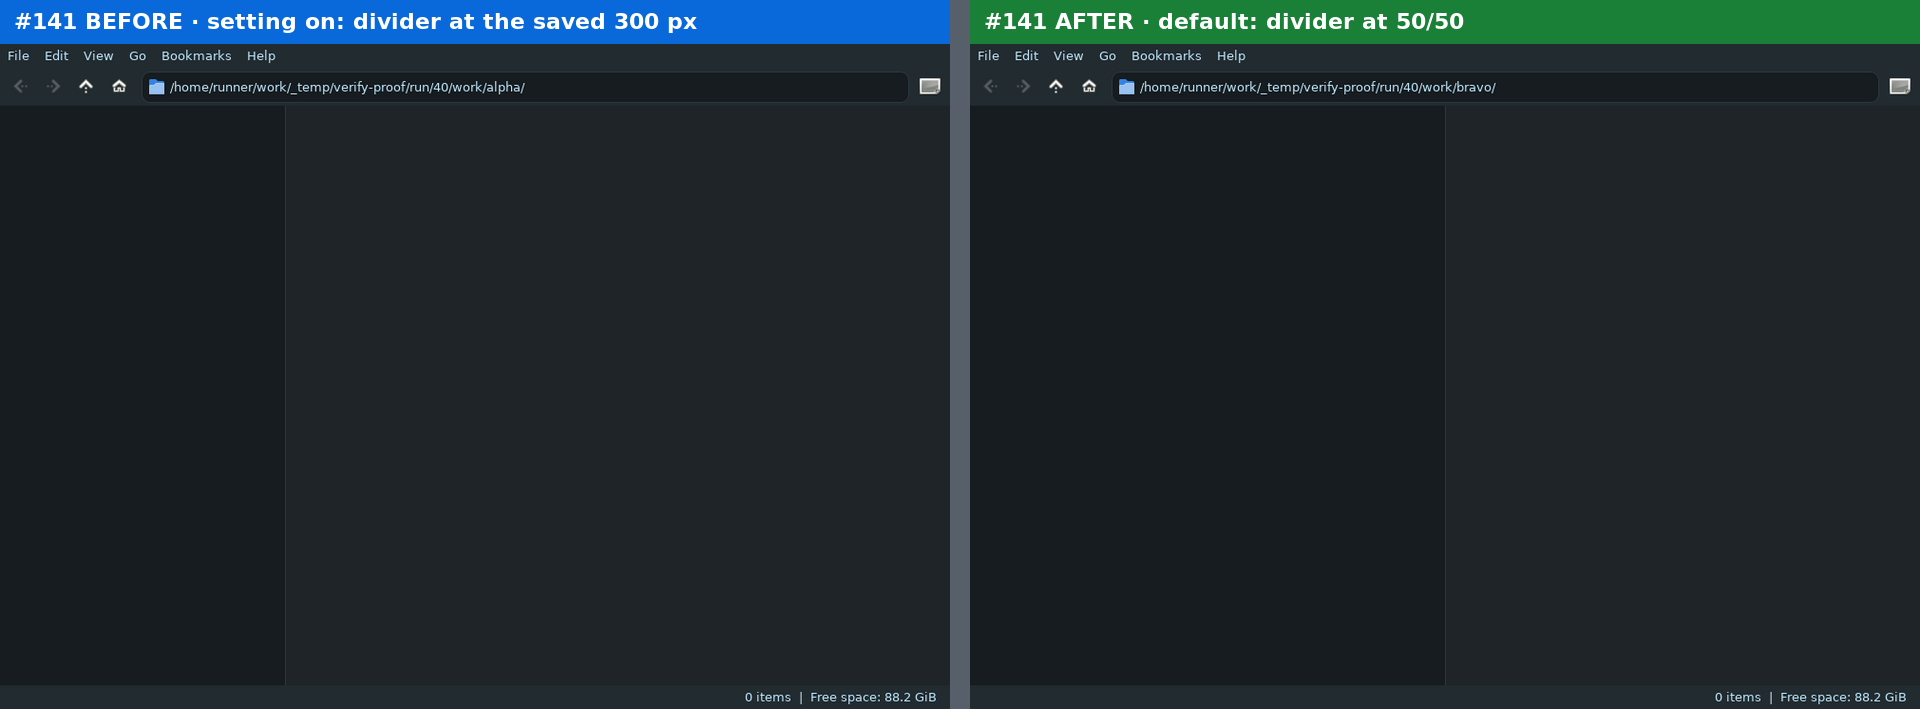 #141 BEFORE · setting on: divider at the saved 300 px
File Edit View Go Bookmarks Help
/home/runner/work/_temp/verify-proof/run/40/work/alpha/
0 items | Free space: 88.2 GiB
#141 AFTER · default: divider at 50/50
File Edit View Go Bookmarks Help
/home/runner/work/_temp/verify-proof/run/40/work/bravo/
0 items | Free space: 88.2 GiB